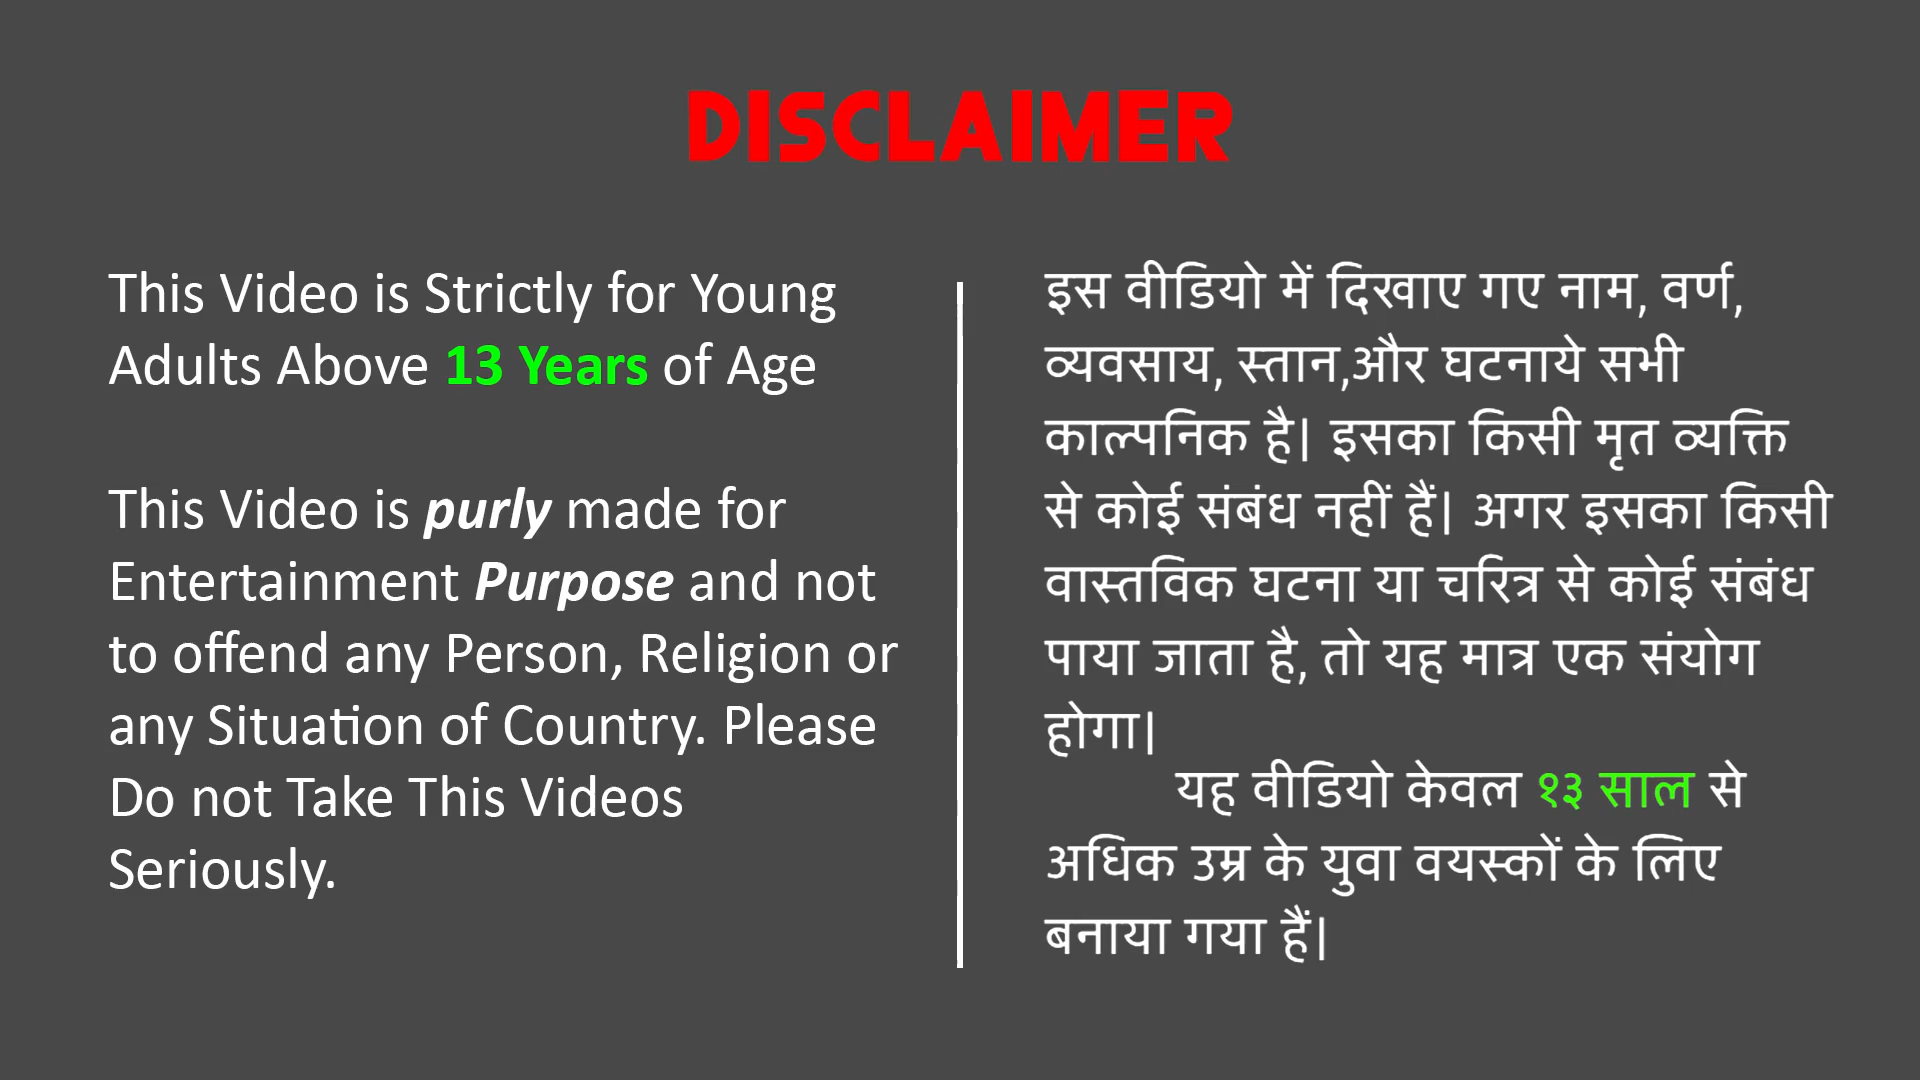 DISCLAIMER
This Video is Strictly for Young
Adults Above 13 Years of Age
This Video is purly made for
Entertainment Purpose and not
to offend any Person, Religion or
any Situation of Country. Please
Do not Take This Videos
Seriously.
इस वीडियो में दिखाए गए नाम, वर्ण,
व्यवसाय, स्तान,और घटनाये सभी
काल्पनिक है| इसका किसी मृत व्यक्ति
से कोई संबंध नहीं हैं| अगर इसका किसी
वास्तविक घटना या चरित्र से कोई संबंध
पाया जाता है, तो यह मात्र एक संयोग
होगा|
यह वीडियो केवल १३ साल से
अधिक उम्र के युवा वयस्कों के लिए
बनाया गया हैं|